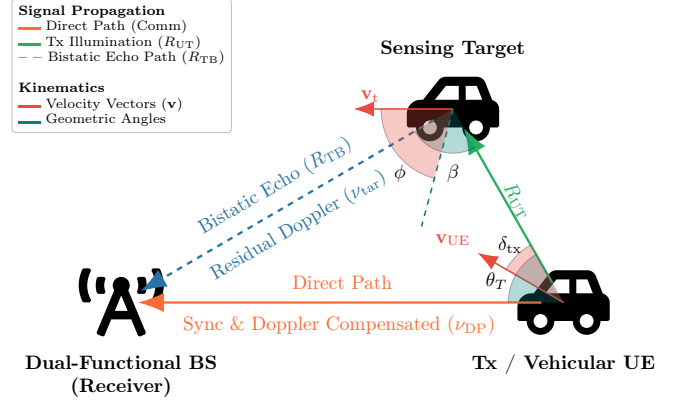 Signal Propagation
Direct Path (Comm)
Tx Illumination (R_UT)
Bistatic Echo Path (R_TB)
Kinematics
Velocity Vectors (v)
Geometric Angles
Sensing Target
v_t
ϕ
β
Bistatic Echo (R_TB)
Residual Doppler (ν_tar)
R_UT
v_UE
δ_tx
θ_T
Direct Path
Sync & Doppler Compensated (ν_DP)
Dual-Functional BS
(Receiver)
Tx / Vehicular UE